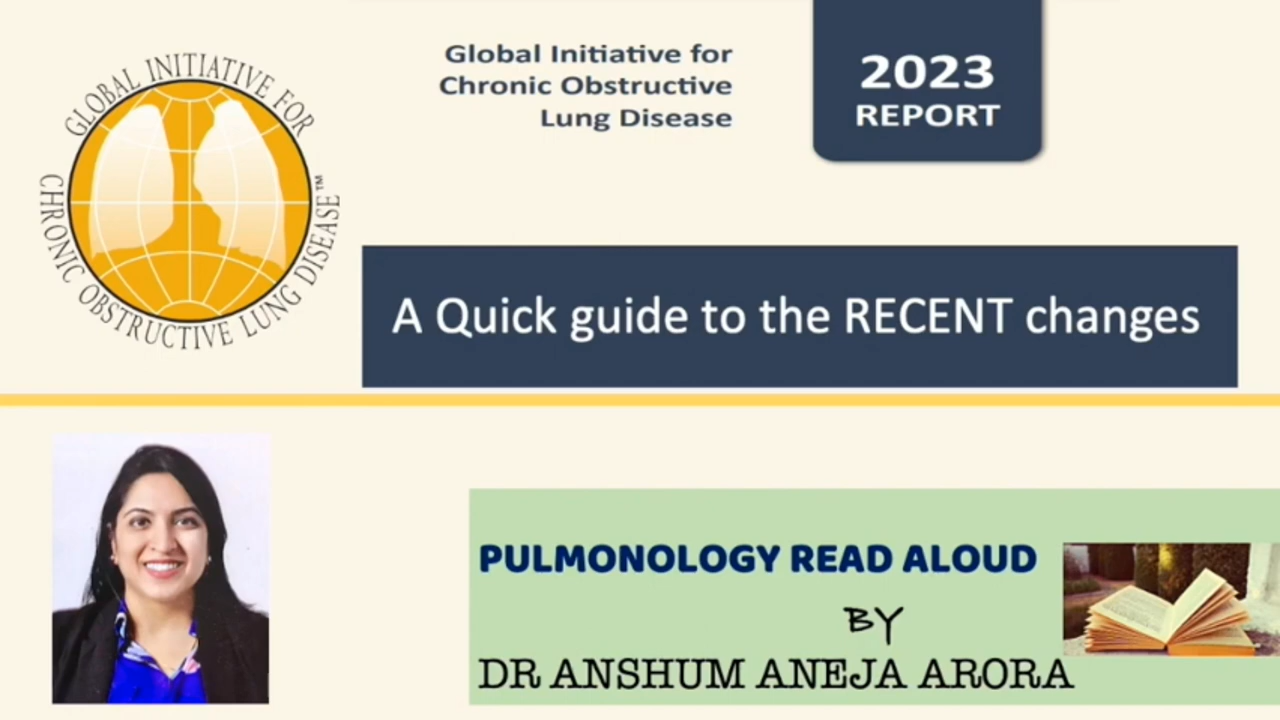 GLOBAL INITIATIVE FOR
CHRONIC OBSTRUCTIVE LUNG DISEASE™
Global Initiative for
Chronic Obstructive
Lung Disease
2023
REPORT
A Quick guide to the RECENT changes
PULMONOLOGY READ ALOUD
BY
DR ANSHUM ANEJA ARORA